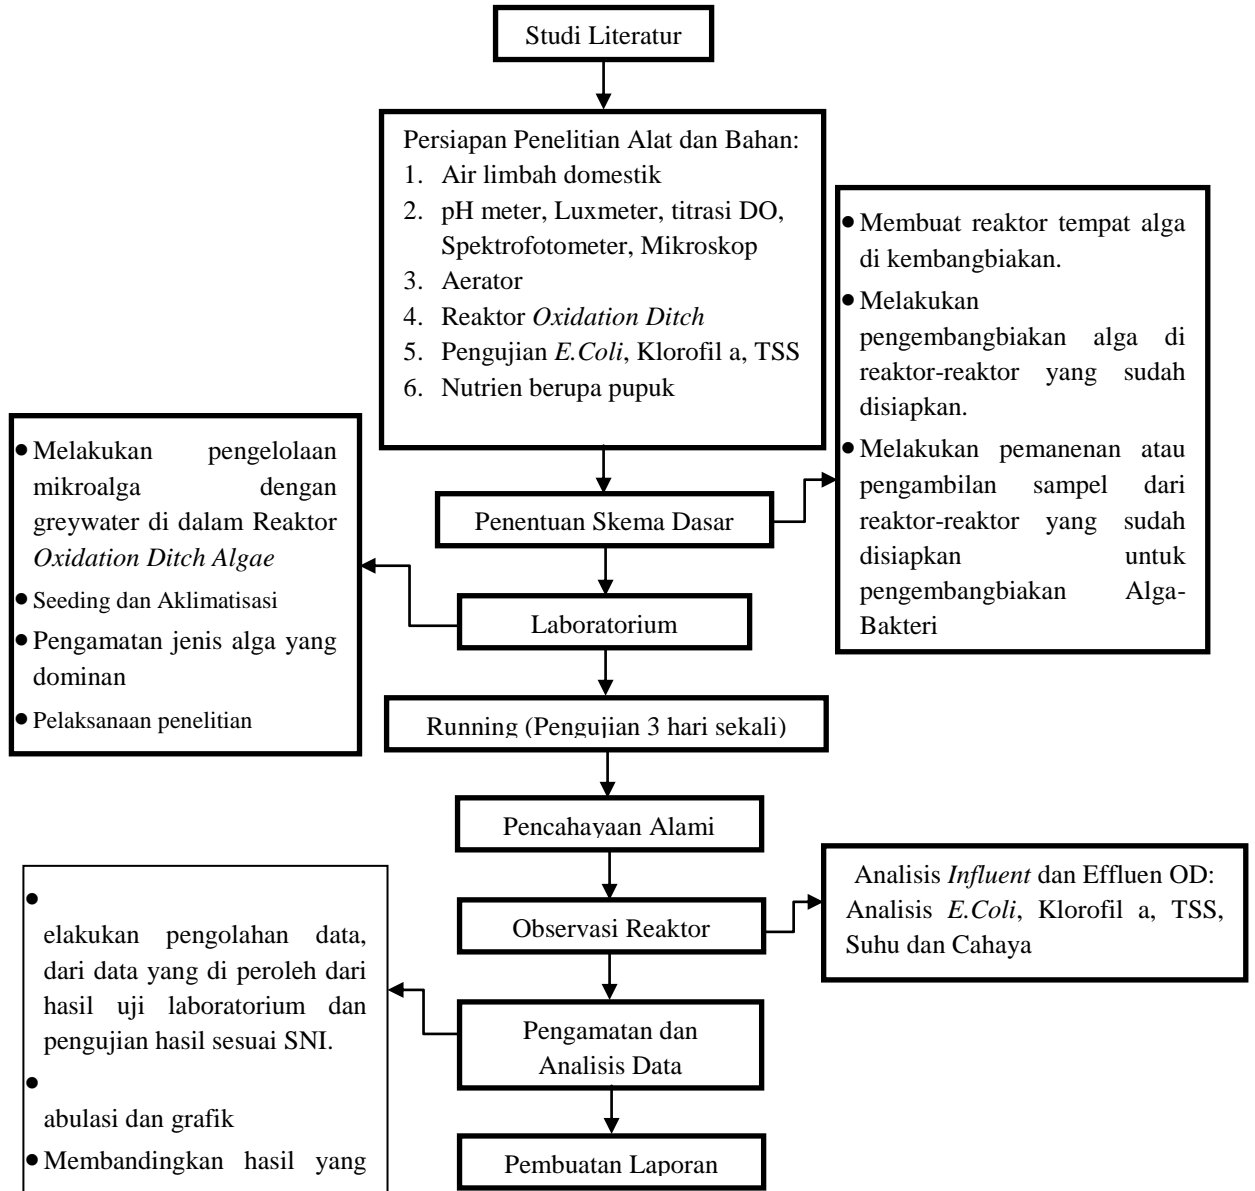 Studi Literatur
Persiapan Penelitian Alat dan Bahan:
1. Air limbah domestik
2. pH meter, Luxmeter, titrasi DO,
Spektrofotometer, Mikroskop
3. Aerator
4. Reaktor Oxidation Ditch
5. Pengujian E.Coli, Klorofil a, TSS
6. Nutrien berupa pupuk
● Membuat reaktor tempat alga
di kembangbiakan.
● Melakukan
pengembangbiakan alga di
reaktor-reaktor yang sudah
disiapkan.
● Melakukan pemanenan atau
pengambilan sampel dari
reaktor-reaktor yang sudah
disiapkan untuk
pengembangbiakan Alga-
Bakteri
Penentuan Skema Dasar
● Melakukan pengelolaan
mikroalga dengan
greywater di dalam Reaktor
Oxidation Ditch Algae
● Seeding dan Aklimatisasi
● Pengamatan jenis alga yang
dominan
● Pelaksanaan penelitian
Laboratorium
Running (Pengujian 3 hari sekali)
Pencahayaan Alami
Observasi Reaktor
Analisis Influent dan Effluen OD:
Analisis E.Coli, Klorofil a, TSS,
Suhu dan Cahaya
●
elakukan pengolahan data,
dari data yang di peroleh dari
hasil uji laboratorium dan
pengujian hasil sesuai SNI.
●
abulasi dan grafik
● Membandingkan hasil yang
Pengamatan dan
Analisis Data
Pembuatan Laporan